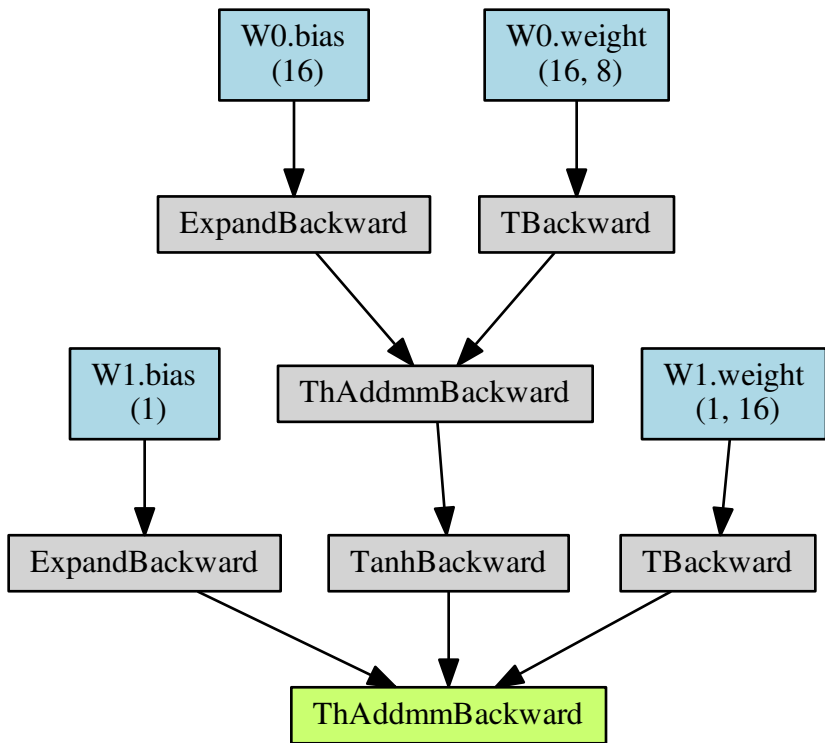 W0.bias
(16)
W0.weight
(16, 8)
ExpandBackward
TBackward
W1.bias
(1)
ThAddmmBackward
W1.weight
(1, 16)
ExpandBackward
TanhBackward
TBackward
ThAddmmBackward